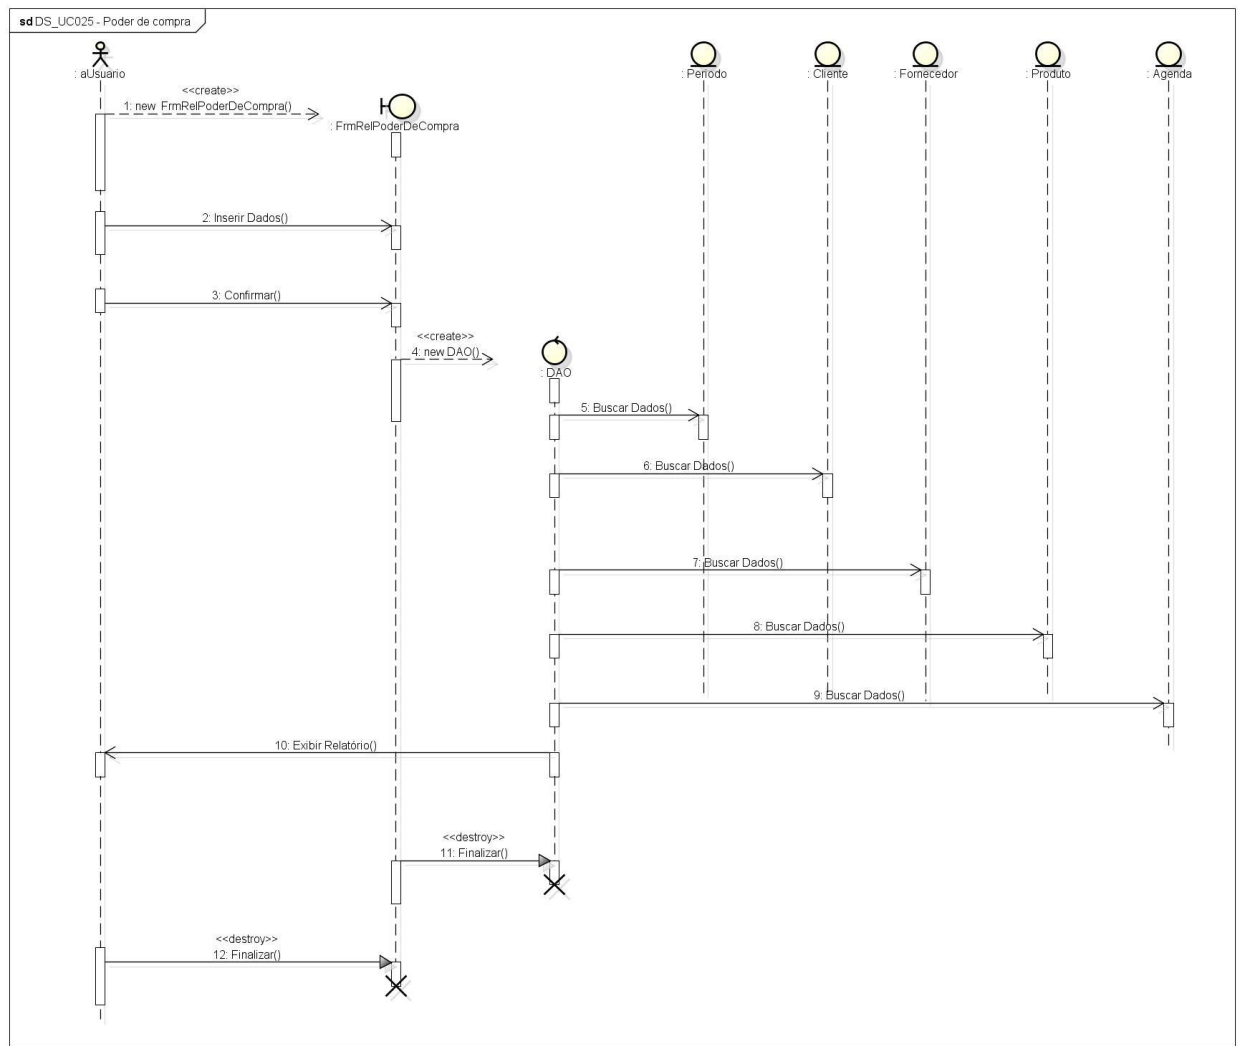 sd DS_UC025 - Poder de compra
: aUsuario
: Periodo
: Cliente
: Fornecedor
: Produto
: Agenda
<<create>>
1: new FrmRelPoderDeCompra()
: FrmRelPoderDeCompra
2: Inserir Dados()
3: Confirmar()
<<create>>
4: new DAO()
: DAO
5: Buscar Dados()
6: Buscar Dados()
7: Buscar Dados()
8: Buscar Dados()
9: Buscar Dados()
10: Exibir Relatório()
<<destroy>>
11: Finalizar()
<<destroy>>
12: Finalizar()